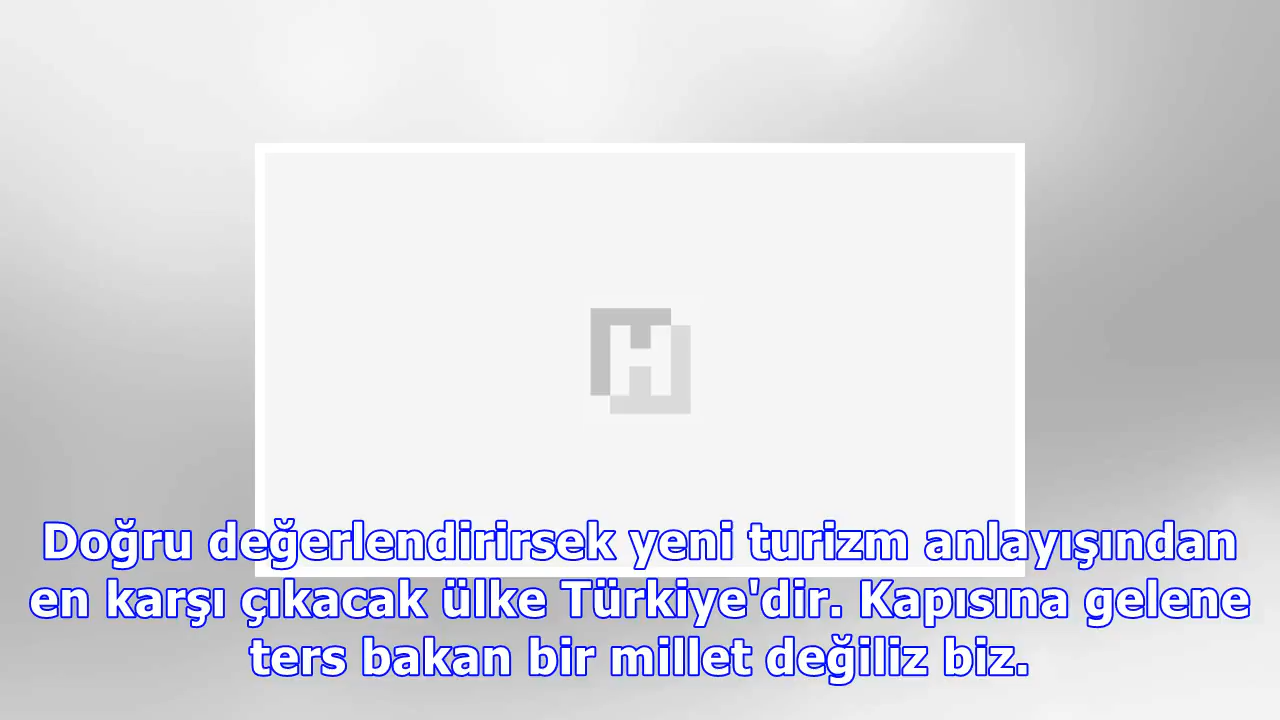 H
Doğru değerlendirirsek yeni turizm anlayışından
en karşı çıkacak ülke Türkiye'dir. Kapısına gelene
ters bakan bir millet değiliz biz.